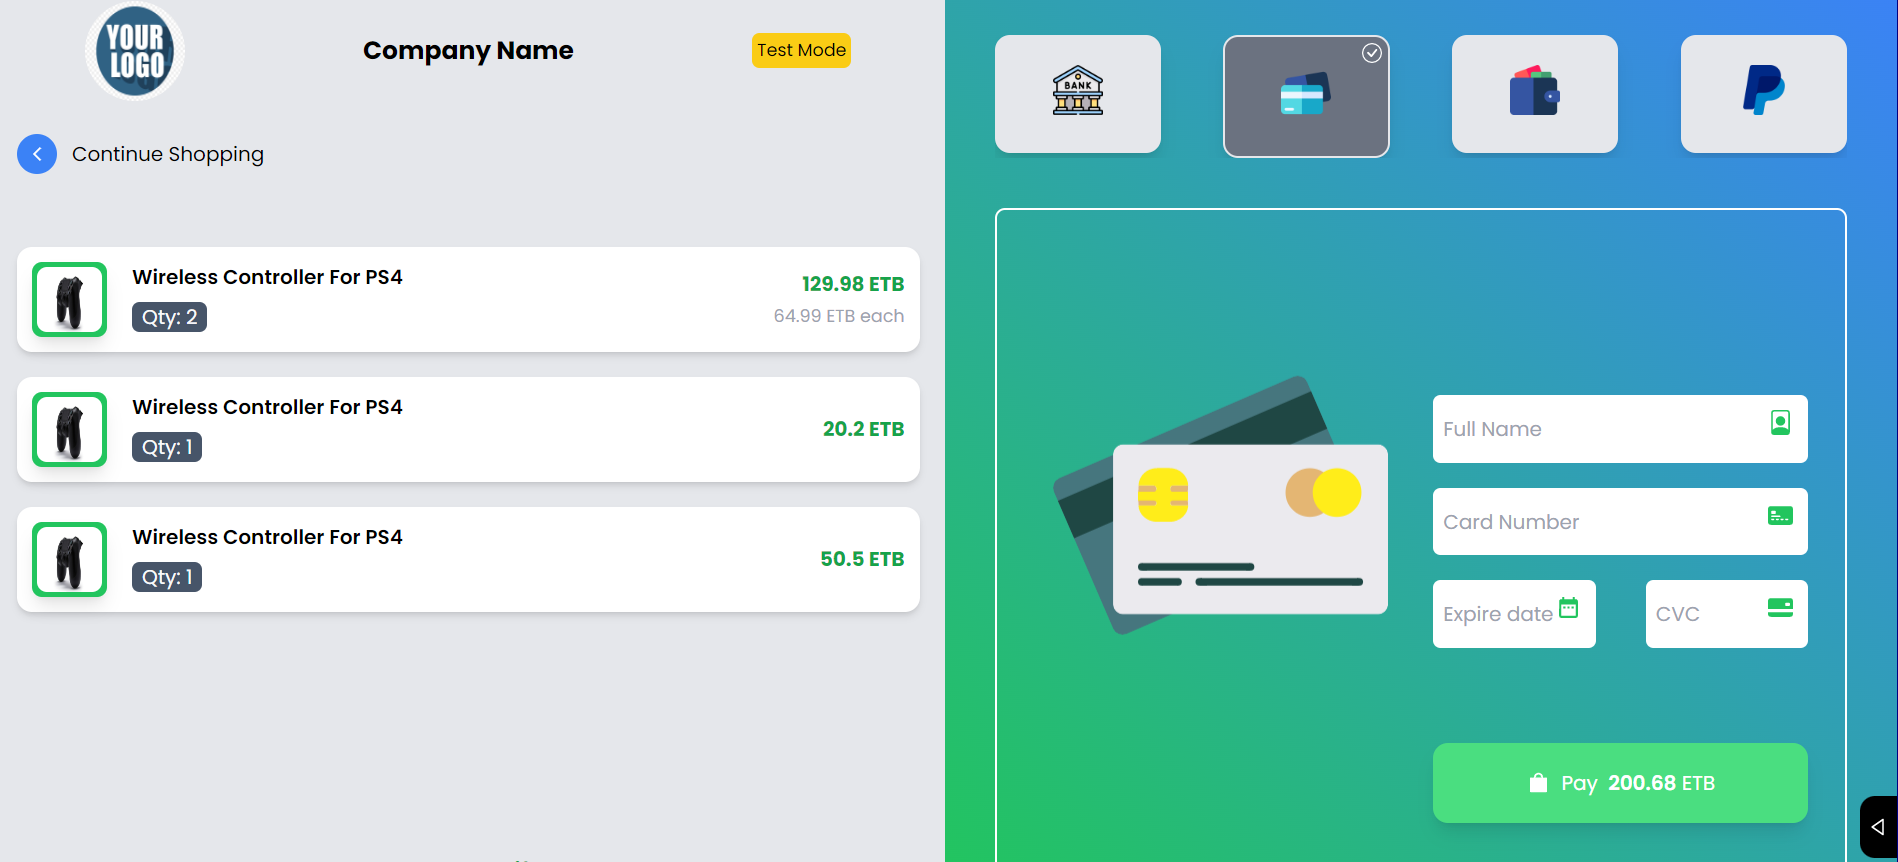 YOUR
LOGO
Company Name
Test Mode
Continue Shopping
Wireless Controller For PS4
Qty: 2
129.98 ETB
64.99 ETB each
Wireless Controller For PS4
Qty: 1
20.2 ETB
Wireless Controller For PS4
Qty: 1
50.5 ETB
BANK
Full Name
Card Number
Expire date
CVC
Pay 200.68 ETB